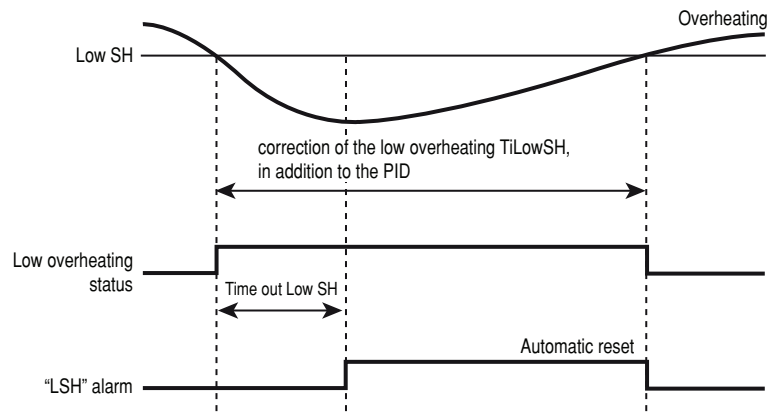 Overheating
Low SH
correction of the low overheating TiLowSH,
in addition to the PID
Low overheating
status
Time out Low SH
Automatic reset
“LSH” alarm